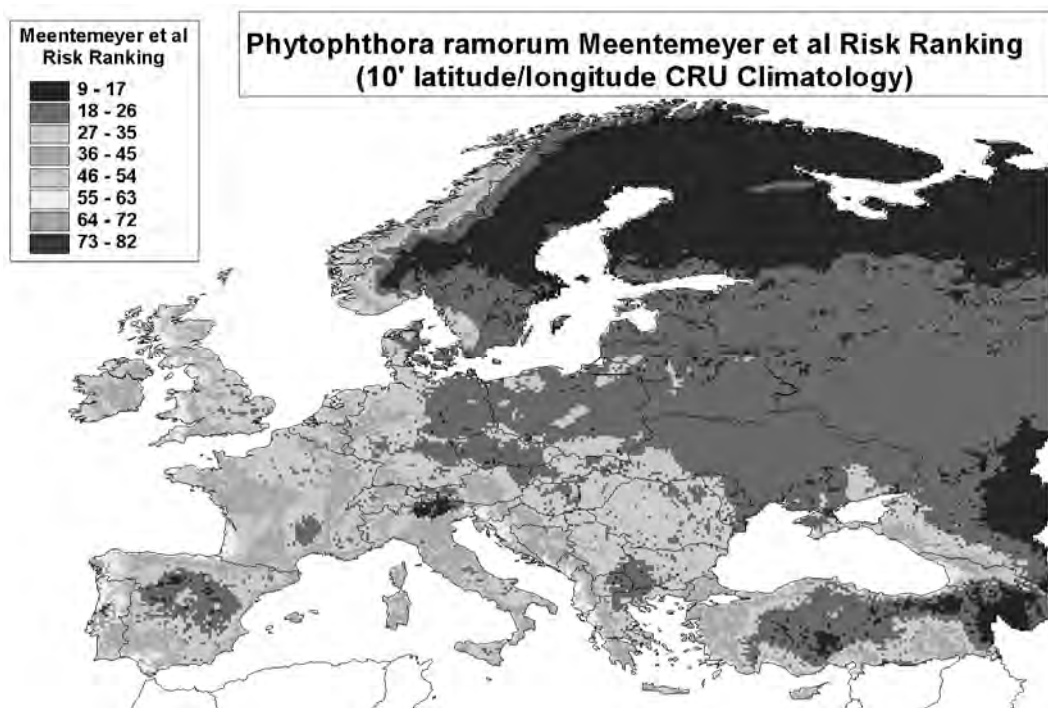 Meentemeyer et al
Risk Ranking
9 - 17
18 - 26
27 - 35
36 - 45
46 - 54
55 - 63
64 - 72
73 - 82
Phytophthora ramorum Meentemeyer et al Risk Ranking
(10' latitude/longitude CRU Climatology)